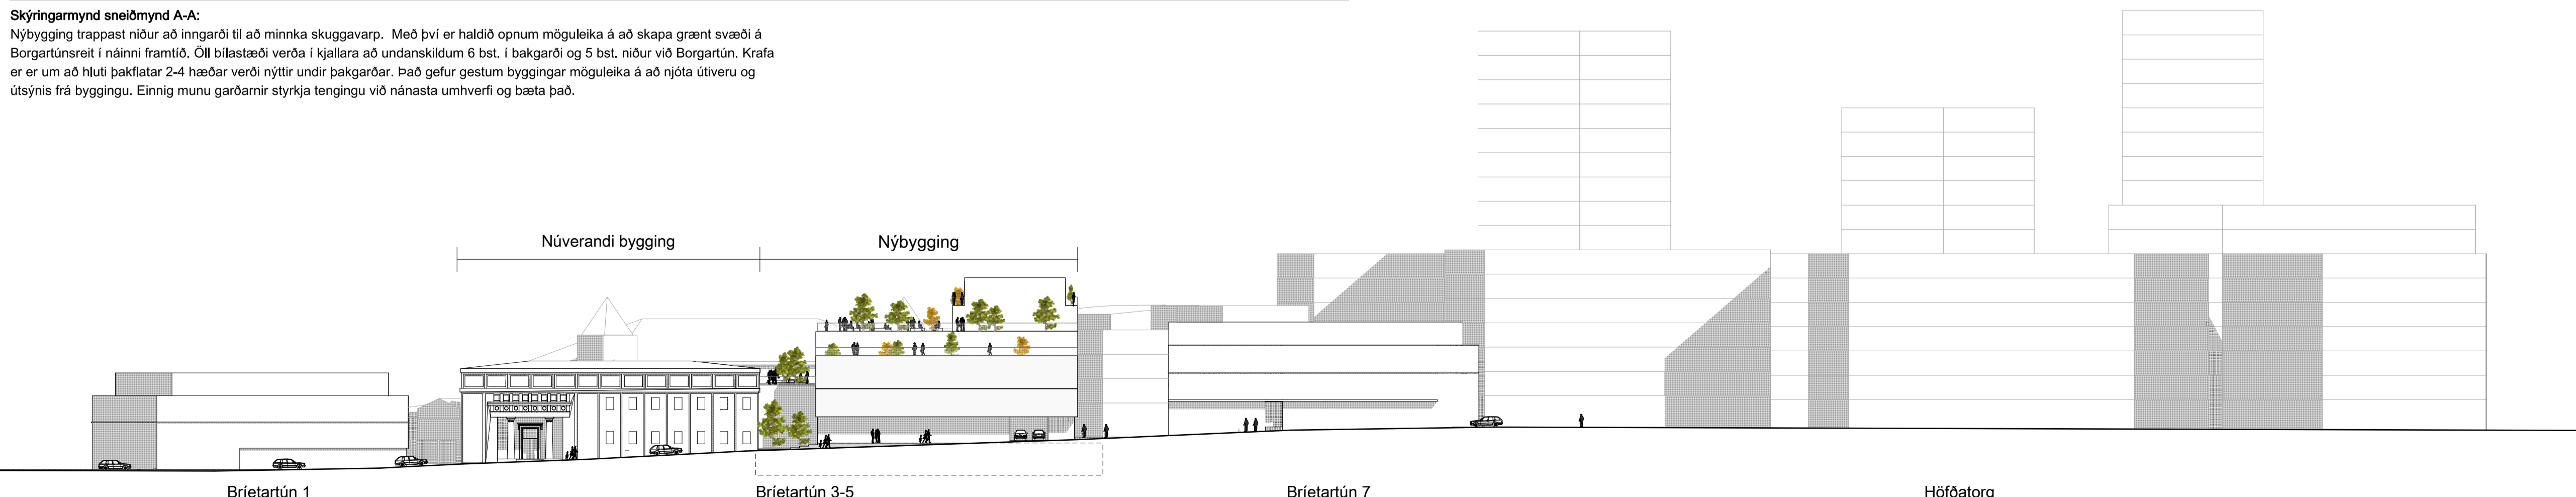 Skýringarmynd sneiðmynd A-A:
Nýbygging trappast niður að inngarði til að minnka skuggavarp. Með því er haldið opnum möguleika á að skapa grænt svæði á
Borgartúnsreit í náinni framtíð. Öll bílastæði verða í kjallara að undanskildum 6 bst. í bakgarði og 5 bst. niður við Borgartún. Krafa
er er um að hluti þakflatar 2-4 hæðar verði nýttir undir þakgarðar. Það gefur gestum byggingar möguleika á að njóta útiveru og
útsýnis frá byggingu. Einnig munu garðarnir styrkja tengingu við nánasta umhverfi og bæta það.
Núverandi bygging
Nýbygging
Bríetartún 1
Bríetartún 3-5
Bríetartún 7
Höfðatorg